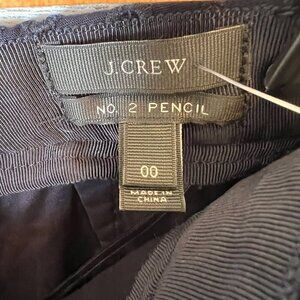 J.CREW
NO. 2 PENCIL
00
MADE IN
CHINA